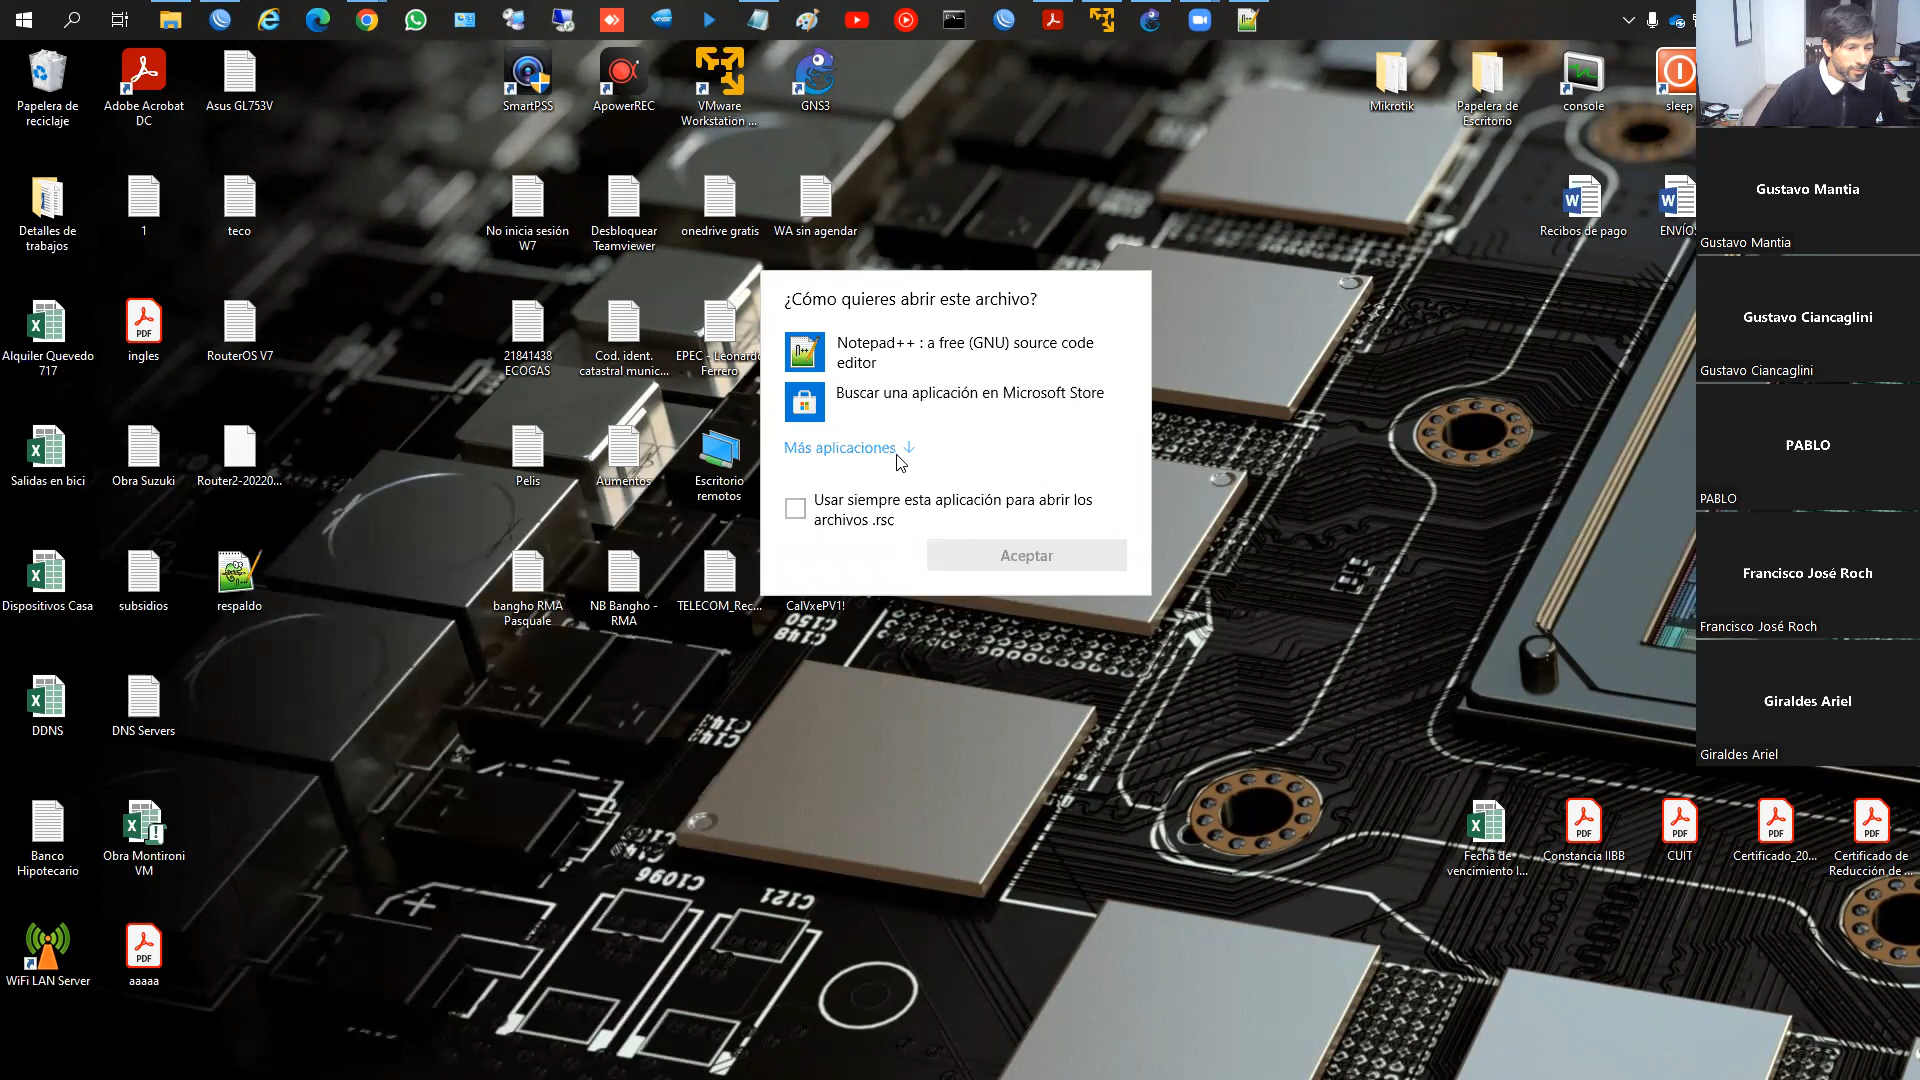 Papelera de
reciclaje
Adobe Acrobat
DC
Asus GL753V
SmartPSS
ApowerREC
VMware
Workstation ...
GNS3
Mikrotik
Papelera de
Escritorio
console
sleep
Detalles de
trabajos
1
teco
No inicia sesión
W7
Desbloquear
Teamviewer
onedrive gratis
WA sin agendar
Recibos de pago
Gustavo Mantia
Gustavo Mantia
¿Cómo quieres abrir este archivo?
Notepad++ : a free (GNU) source code
editor
Buscar una aplicación en Microsoft Store
Más aplicaciones
Usar siempre esta aplicación para abrir los
archivos .rsc
Aceptar
Alquiler Quevedo
717
ingles
RouterOS V7
21841438
ECOGAS
Cod. ident.
catastral munic...
EPEC - Leonardo
Ferrero
Gustavo Ciancaglini
Gustavo Ciancaglini
Salidas en bici
Obra Suzuki
Router2-20220...
Pelis
Aumentos
Escritorio
remotos
PABLO
PABLO
Dispositivos Casa
subsidios
respaldo
bangho RMA
Pasquale
NB Bangho -
RMA
TELECOM_Rec...
CalVxePV1!
Francisco José Roch
Francisco José Roch
DDNS
DNS Servers
Giraldes Ariel
Giraldes Ariel
Banco
Hipotecario
Obra Montironi
VM
Fecha de
vencimiento I...
Constancia IIBB
CUIT
Certificado_20...
Certificado de
Reducción de ...
WiFi LAN Server
aaaaa
C150
C148
C1096
C121